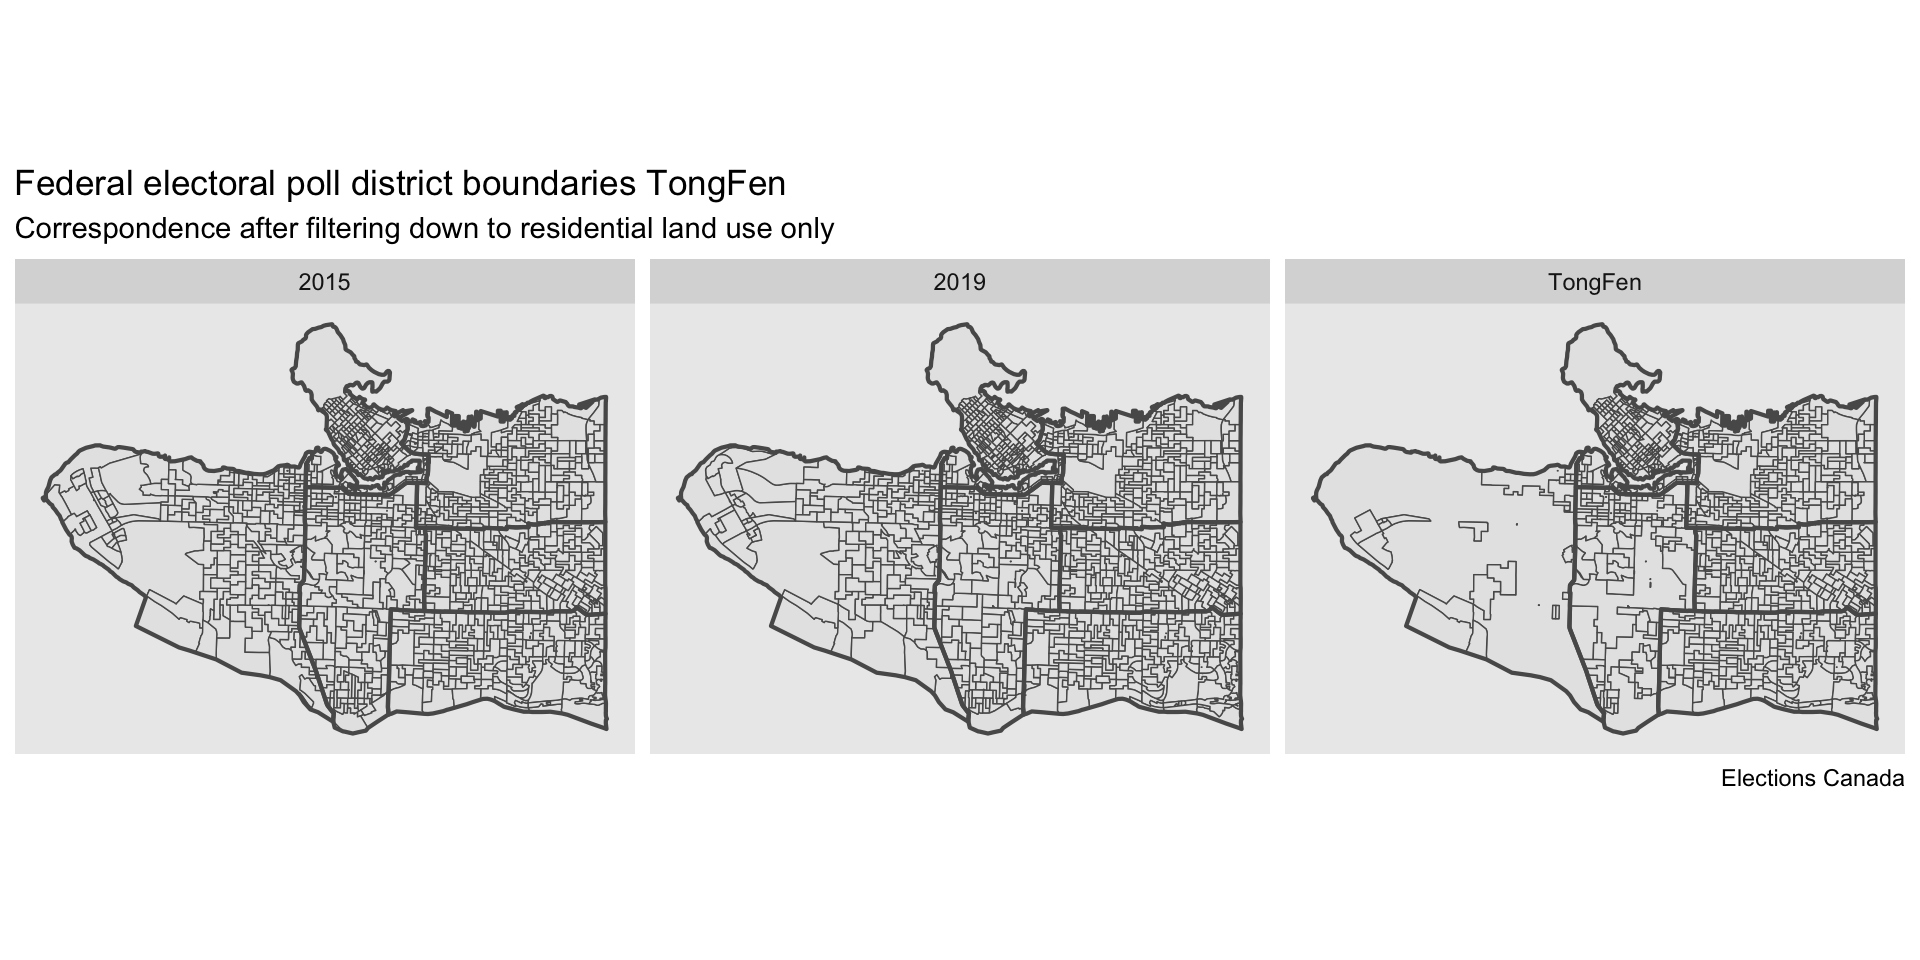 Federal electoral poll district boundaries TongFen
Correspondence after filtering down to residential land use only
2015
2019
TongFen
Elections Canada